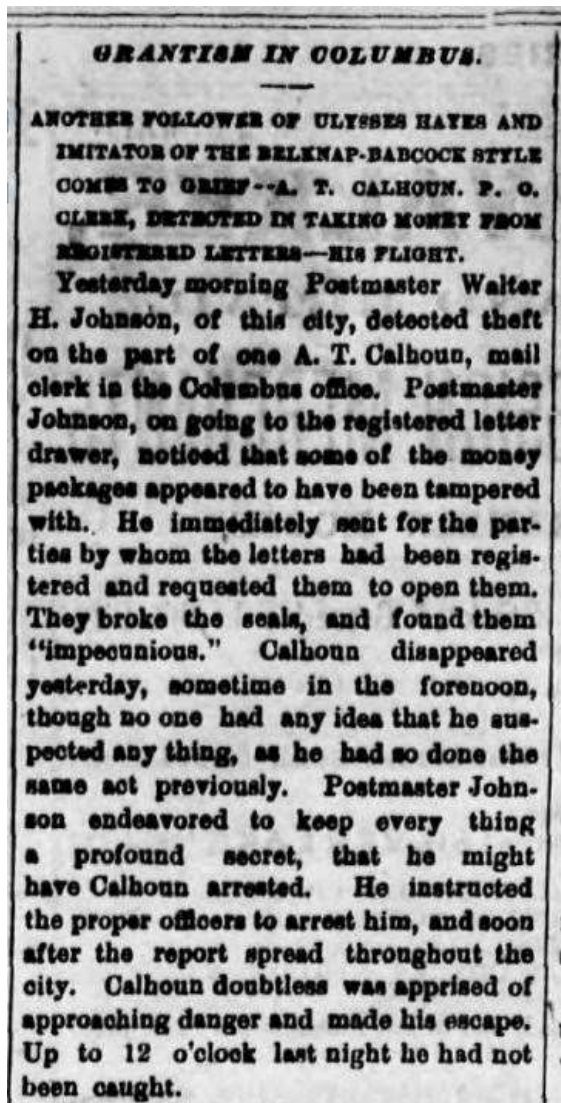 GRANTISM IN COLUMBUS.
ANOTHER FOLLOWER OF ULYSSES HAYES AND
IMITATOR OF THE BELKNAP-BABCOCK STYLE
COMES TO GRIEF--A. T. CALHOUN. P. O.
CLERK, DETECTED IN TAKING MONEY FROM
REGISTERED LETTERS—HIS FLIGHT.
Yesterday morning Postmaster Walter
H. Johnson, of this city, detected theft
on the part of one A. T. Calhoun, mail
clerk in the Columbus office. Postmaster
Johnson, on going to the registered letter
drawer, noticed that some of the money
packages appeared to have been tampered
with. He immediately sent for the par-
ties by whom the letters had been regis-
tered and requested them to open them.
They broke the seals, and found them
"impecunious." Calhoun disappeared
yesterday, sometime in the forenoon,
though no one had any idea that he sus-
pected any thing, as he had so done the
same act previously. Postmaster John-
son endeavored to keep every thing
a profound secret, that he might
have Calhoun arrested. He instructed
the proper officers to arrest him, and soon
after the report spread throughout the
city. Calhoun doubtless was apprised of
approaching danger and made his escape.
Up to 12 o'clock last night he had not
been caught.